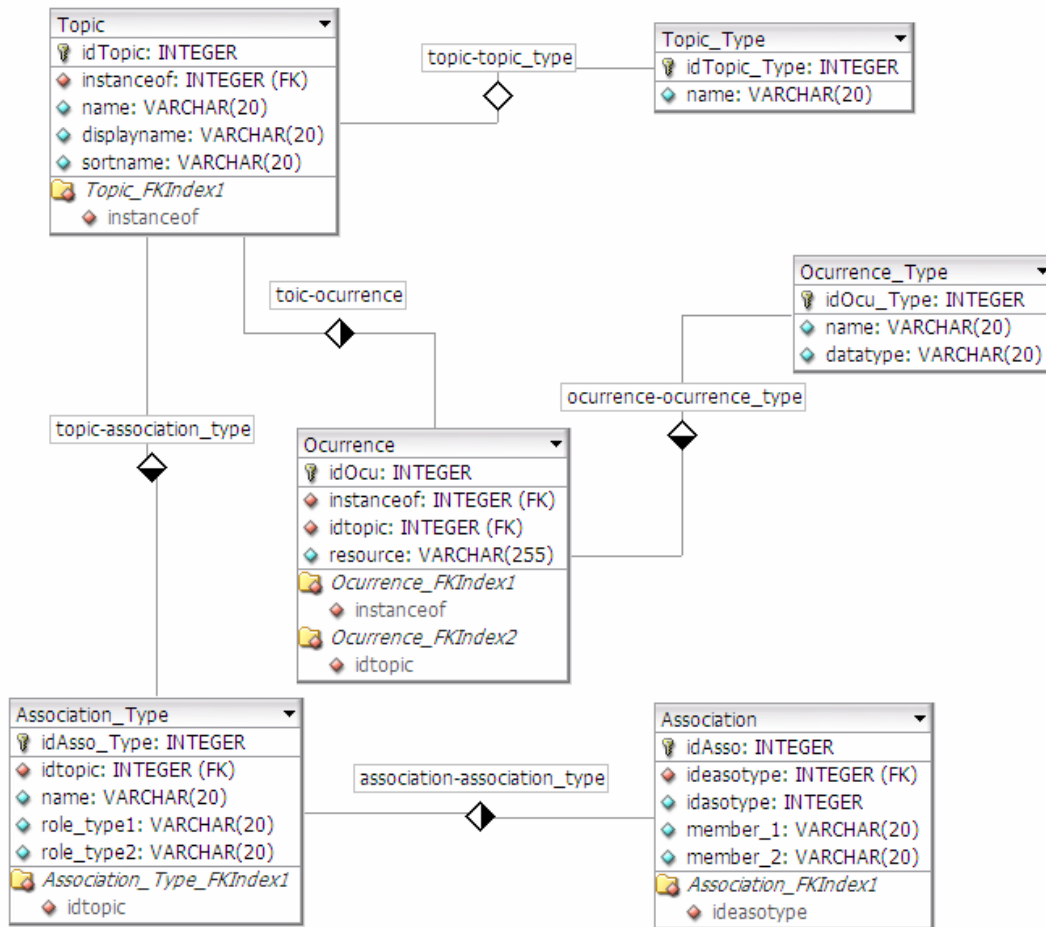 Topic
idTopic: INTEGER
instanceof: INTEGER (FK)
name: VARCHAR(20)
displayname: VARCHAR(20)
sortname: VARCHAR(20)
Topic_FKIndex1
instanceof
topic-topic_type
Topic_Type
idTopic_Type: INTEGER
name: VARCHAR(20)
toic-ocurrence
Ocurrence_Type
idOcu_Type: INTEGER
name: VARCHAR(20)
datatype: VARCHAR(20)
ocurrence-ocurrence_type
topic-association_type
Ocurrence
idOcu: INTEGER
instanceof: INTEGER (FK)
idtopic: INTEGER (FK)
resource: VARCHAR(255)
Ocurrence_FKIndex1
instanceof
Ocurrence_FKIndex2
idtopic
Association_Type
idAsso_Type: INTEGER
idtopic: INTEGER (FK)
name: VARCHAR(20)
role_type1: VARCHAR(20)
role_type2: VARCHAR(20)
Association_Type_FKIndex1
idtopic
association-association_type
Association
idAsso: INTEGER
ideasotype: INTEGER (FK)
idasotype: INTEGER
member_1: VARCHAR(20)
member_2: VARCHAR(20)
Association_FKIndex1
ideasotype